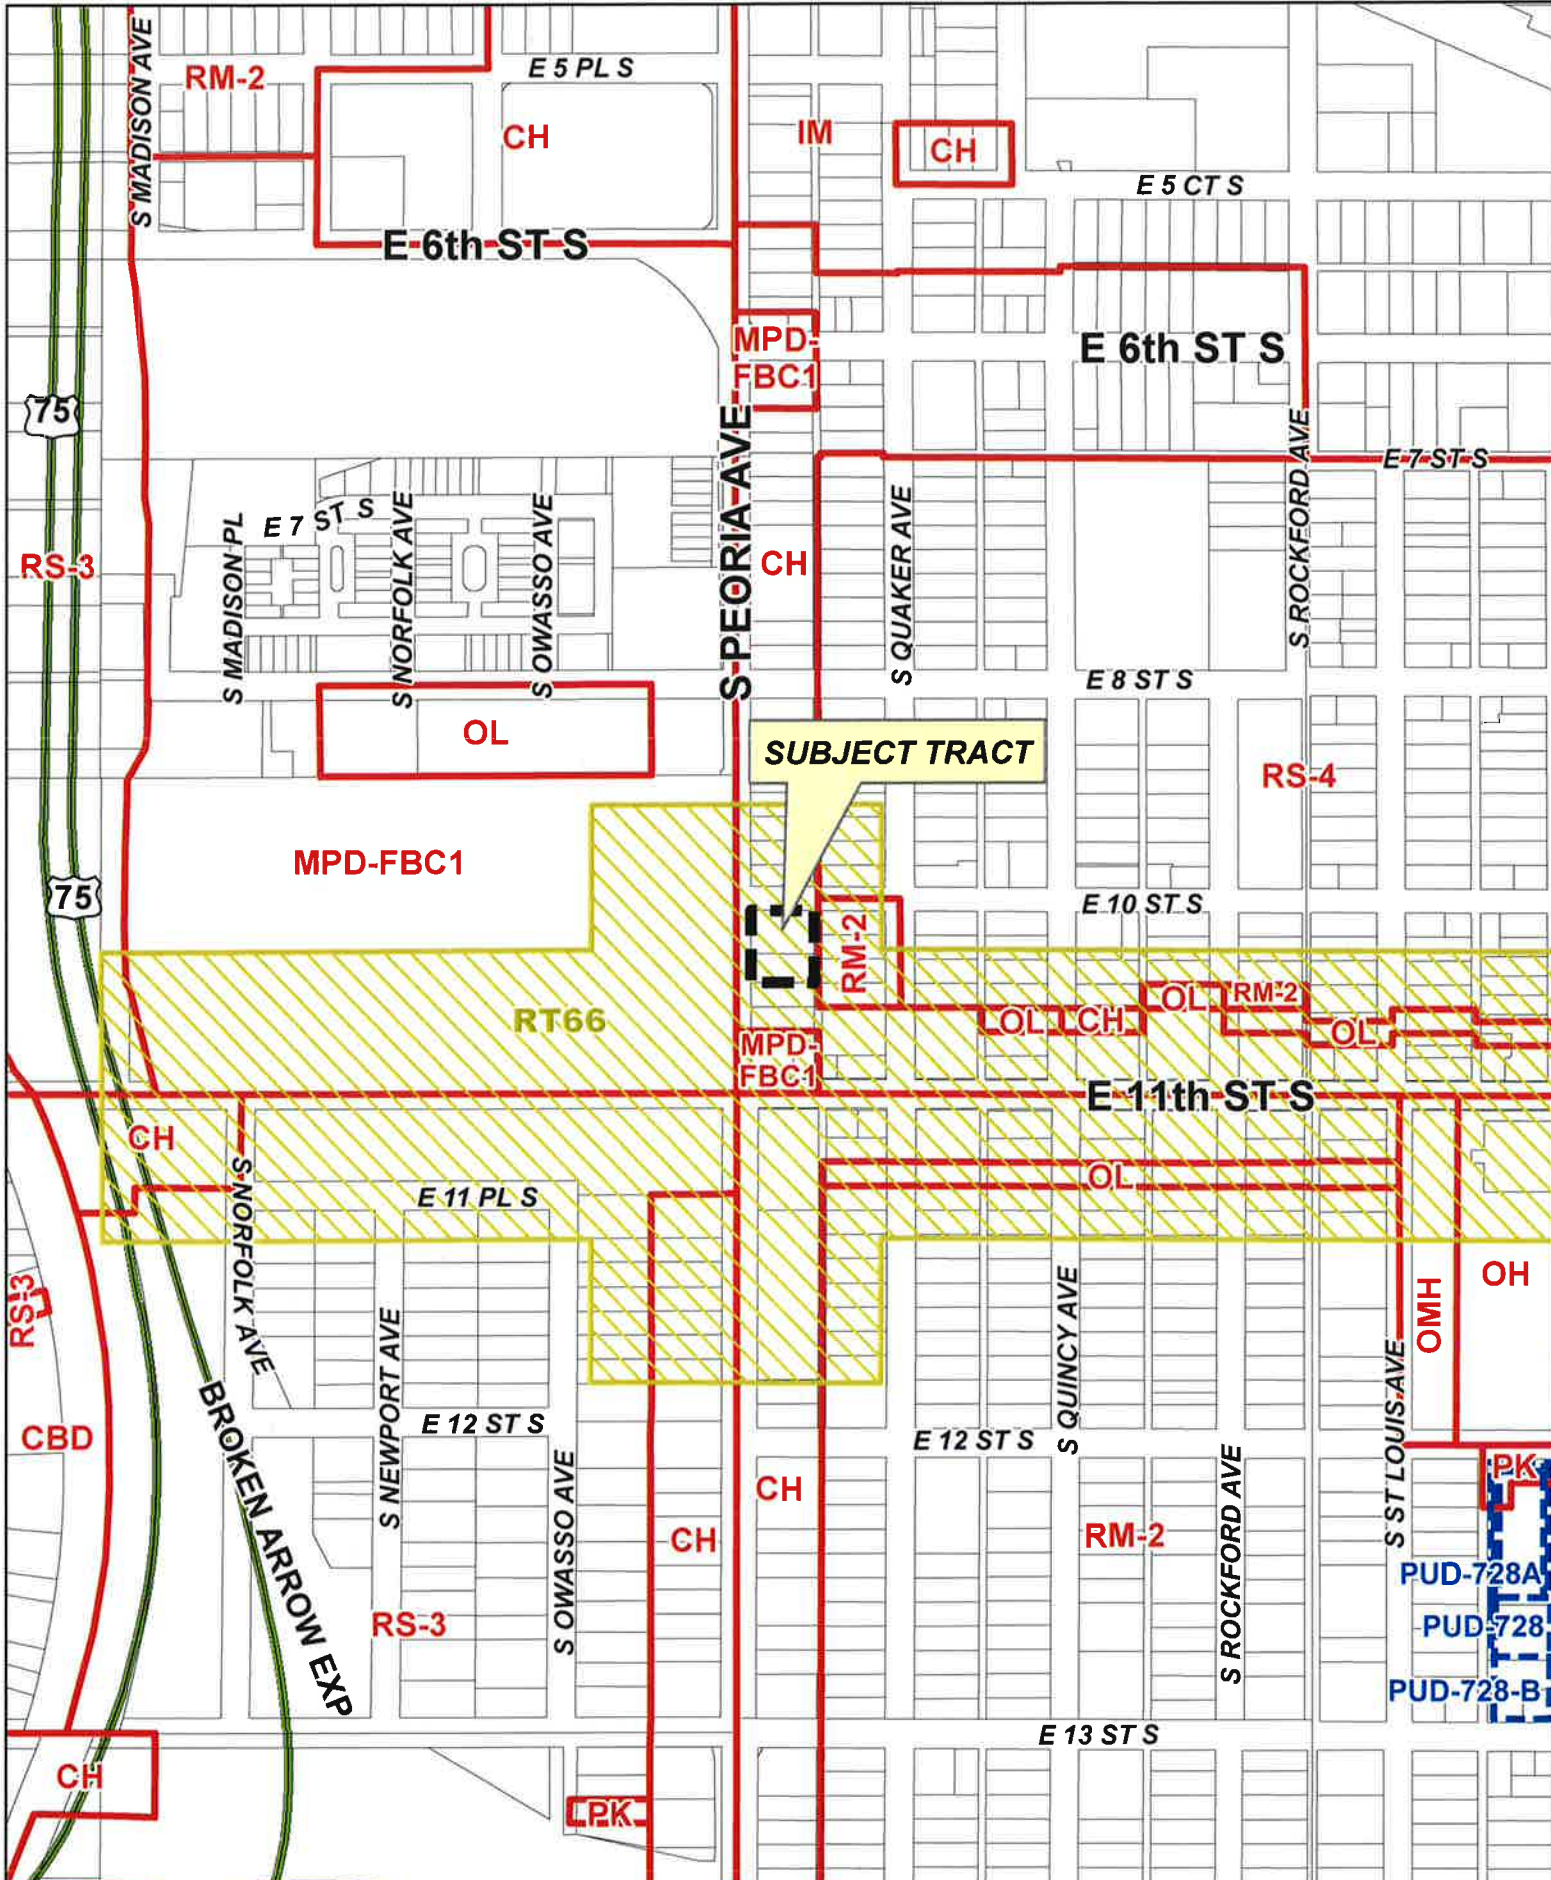 S MADISON AVE
RM-2
E 5 PL S
CH
IM
CH
E 5 CT S
E 6th ST S
MPD-
FBC1
E 6th ST S
75
S PEORIA AVE
S ROCKFORD AVE
E 7 ST S
E 7 ST S
S MADISON PL
S NORFOLK AVE
S OWASSO AVE
RS-3
CH
S QUAKER AVE
E 8 ST S
OL
SUBJECT TRACT
RS-4
MPD-FBC1
75
E 10 ST S
RM-2
RT66
OL
CH
OL
RM-2
OL
MPD-
FBC1
E 11th ST S
CH
S NORFOLK AVE
E 11 PL S
OL
RS-3
OMH
OH
S NEWPORT AVE
S QUINCY AVE
S ST LOUIS AVE
CBD
BROKEN ARROW EXP
E 12 ST S
E 12 ST S
S OWASSO AVE
S ROCKFORD AVE
PK
CH
CH
RM-2
PUD-728A
RS-3
PUD-728
PUD-728-B
E 13 ST S
CH
PK